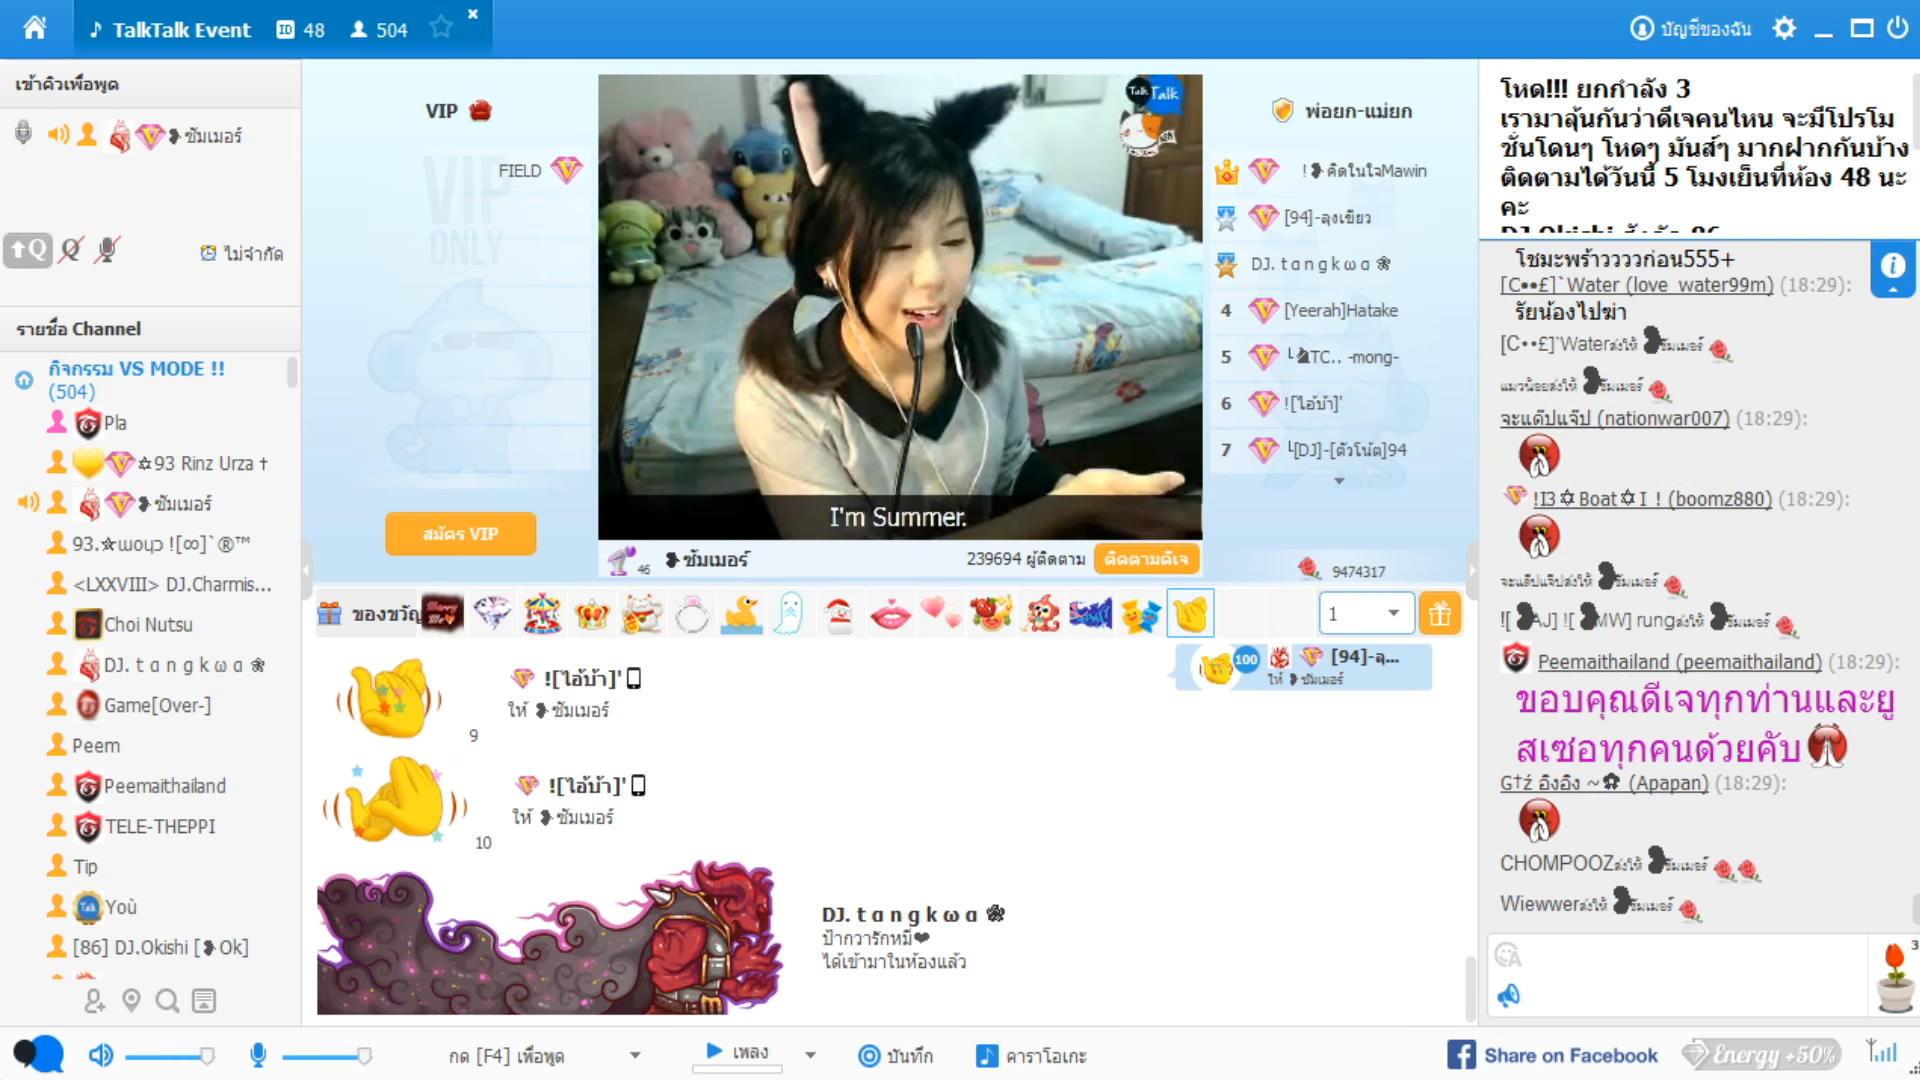 TalkTalk Event 48 504
บัญชีของฉัน
เข้าคิวเพื่อพูด
ซัมเมอร์
ไม่จำกัด
รายชื่อ Channel
กิจกรรม VS MODE !!
(504)
Pla
93 Rinz Urza †
ซัมเมอร์
<LXXVIII> DJ.Charmis...
Choi Nutsu
DJ. t a n g k ω a
Game[Over-]
Peem
Peemaithailand
TELE-THEPPI
Tip
Yoù
[86] DJ.Okishi [Ok]
VIP
FIELD
VIP
ONLY
สมัคร VIP
Talk Talk
I'm Summer.
46 ซัมเมอร์ 239694 ผู้ติดตาม ติดตามดีเจ
พ่อยก-แม่ยก
! คิดในใจMawin
[94]-ลุงเขียว
DJ. t a n g k ω a
4 [Yeerah]Hatake
5 TC.. -mong-
6 !['ไอ้บ้า]'
7 [DJ]-[ตัวโน้ต]94
9474317
ของขวัญ
1
100 [94]-ลุ...
ให้ ซัมเมอร์
!['ไอ้บ้า]'
ให้ ซัมเมอร์
9
!['ไอ้บ้า]'
ให้ ซัมเมอร์
10
DJ. t a n g k ω a
ป้ากวารักหมี❤
ได้เข้ามาในห้องแล้ว
โหด!!! ยกกำลัง 3
เรามาลุ้นกันว่าดีเจคนไหน จะมีโปรโม
ชั่นโดนๆ โหดๆ มันส์ๆ มากฝากกันบ้าง
ติดตามได้วันนี้ 5 โมงเย็นที่ห้อง 48 นะ
คะ
โชมะพร้าววววก่อน555+
[C••£]`Water (love_water99m) (18:29):
รัยน้องไปฆ่า
[C••£]`Waterส่งให้ ซัมเมอร์
แมวน้อยส่งให้ ซัมเมอร์
จะแด๊ปแจ๊ป (nationwar007) (18:29):
!I3✡Boat✡I ! (boomz880) (18:29):
จะแด๊ปแจ๊ปส่งให้ ซัมเมอร์
![ AJ] ![ MW] rungส่งให้ ซัมเมอร์
Peemaithailand (peemaithailand) (18:29):
ขอบคุณดีเจทุกท่านและยู
สเซอทุกคนด้วยคับ
G†ź อิงอิง ~ (Apapan) (18:29):
CHOMPOOZส่งให้ ซัมเมอร์
Wiewwerส่งให้ ซัมเมอร์
3
กด [F4] เพื่อพูด
เพลง
บันทึก
คาราโอเกะ
Share on Facebook
Energy +50%